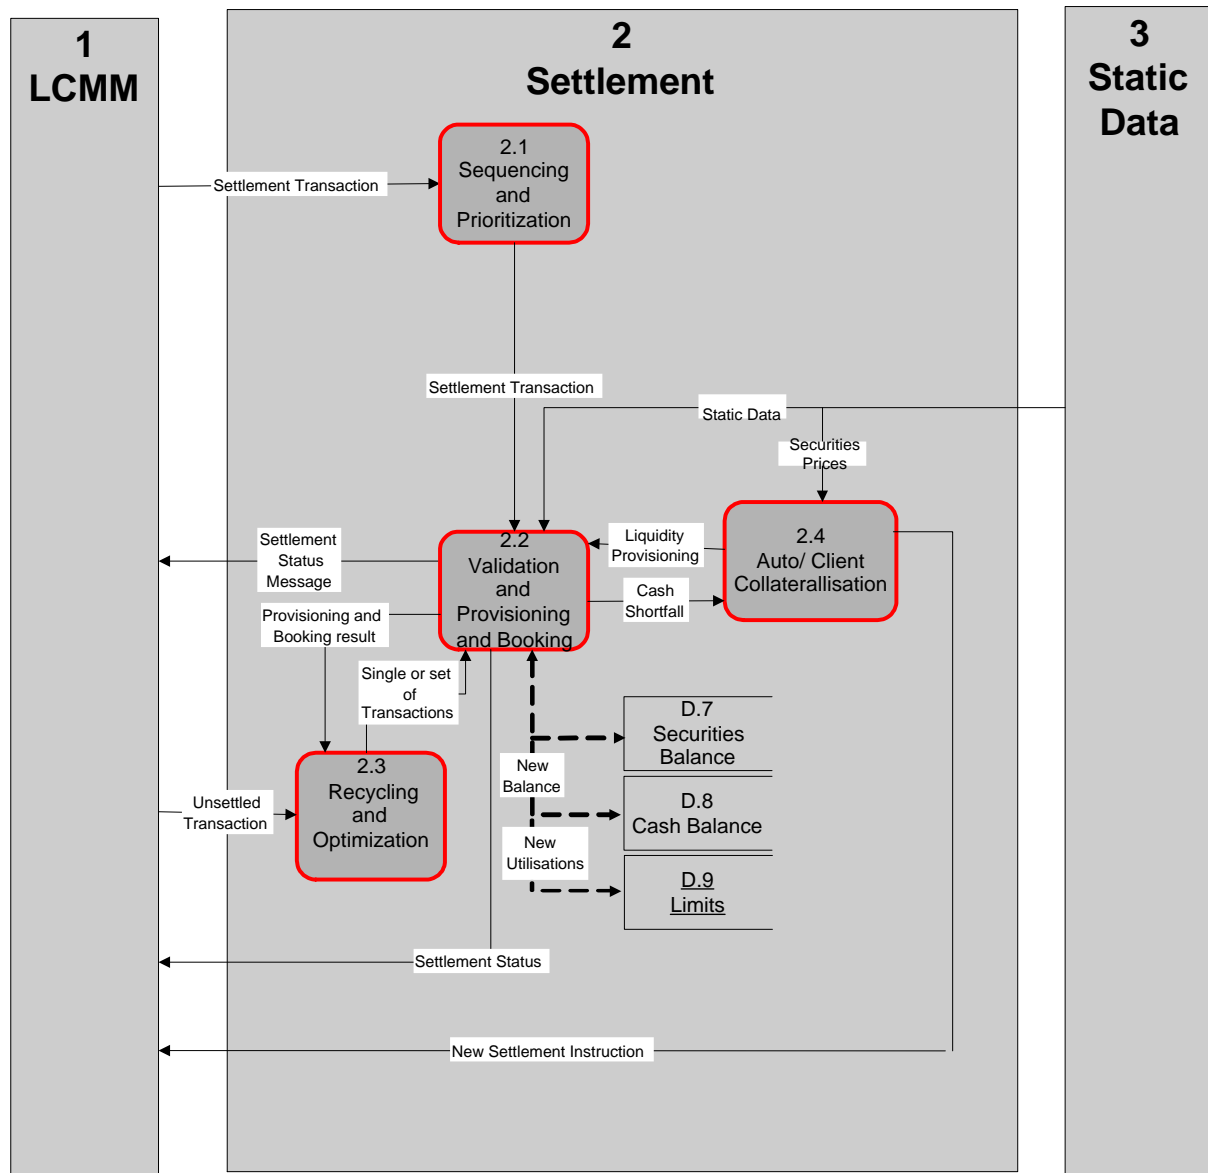 1
LCMM
2
Settlement
3
Static
Data
2.1
Sequencing
and
Prioritization
Settlement Transaction
Settlement Transaction
Static Data
Securities
Prices
2.4
Auto/ Client
Collateralisation
Liquidity
Provisioning
Cash
Shortfall
2.2
Validation
and
Provisioning
and Booking
Settlement
Status
Message
Provisioning and
Booking result
Single or set
of
Transactions
2.3
Recycling
and
Optimization
Unsettled
Transaction
New
Balance
New
Utilisations
D.7
Securities
Balance
D.8
Cash Balance
D.9
Limits
Settlement Status
New Settlement Instruction